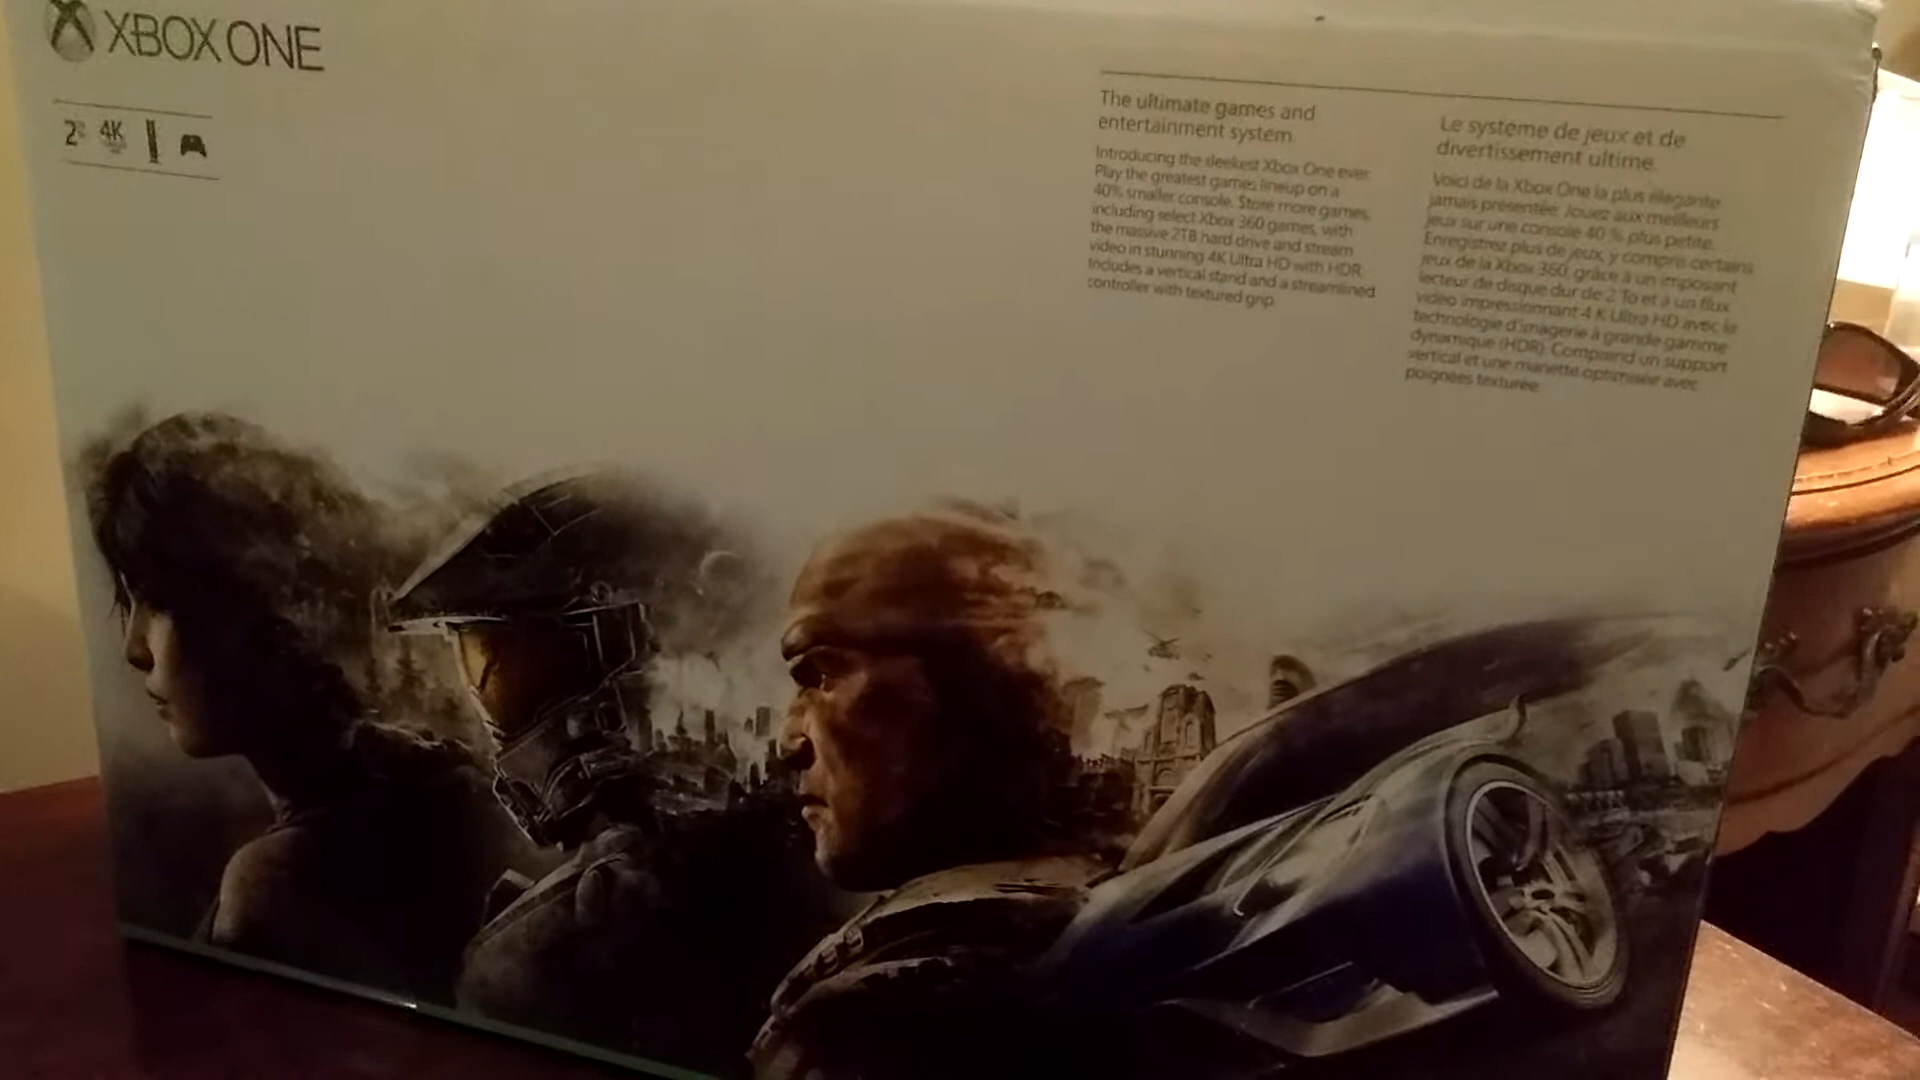 XBOX ONE
2TB 4K
The ultimate games and
entertainment system.
Introducing the sleekest Xbox One ever.
Play the greatest games lineup on a
40% smaller console. Store more games,
including select Xbox 360 games, with
the massive 2TB hard drive and stream
video in stunning 4K Ultra HD with HDR.
Includes a vertical stand and a streamlined
controller with textured grip.
Le système de jeux et de
divertissement ultime.
Voici de la Xbox One la plus élégante
jamais présentée. Jouez aux meilleurs
jeux sur une console 40 % plus petite.
Enregistrez plus de jeux, y compris certains
jeux de la Xbox 360, grâce à un imposant
lecteur de disque dur de 2 To et à un flux
vidéo impressionnant 4 K Ultra HD avec la
technologie d'imagerie à grande gamme
dynamique (HDR). Comprend un support
vertical et une manette optimisée avec
poignées texturée.